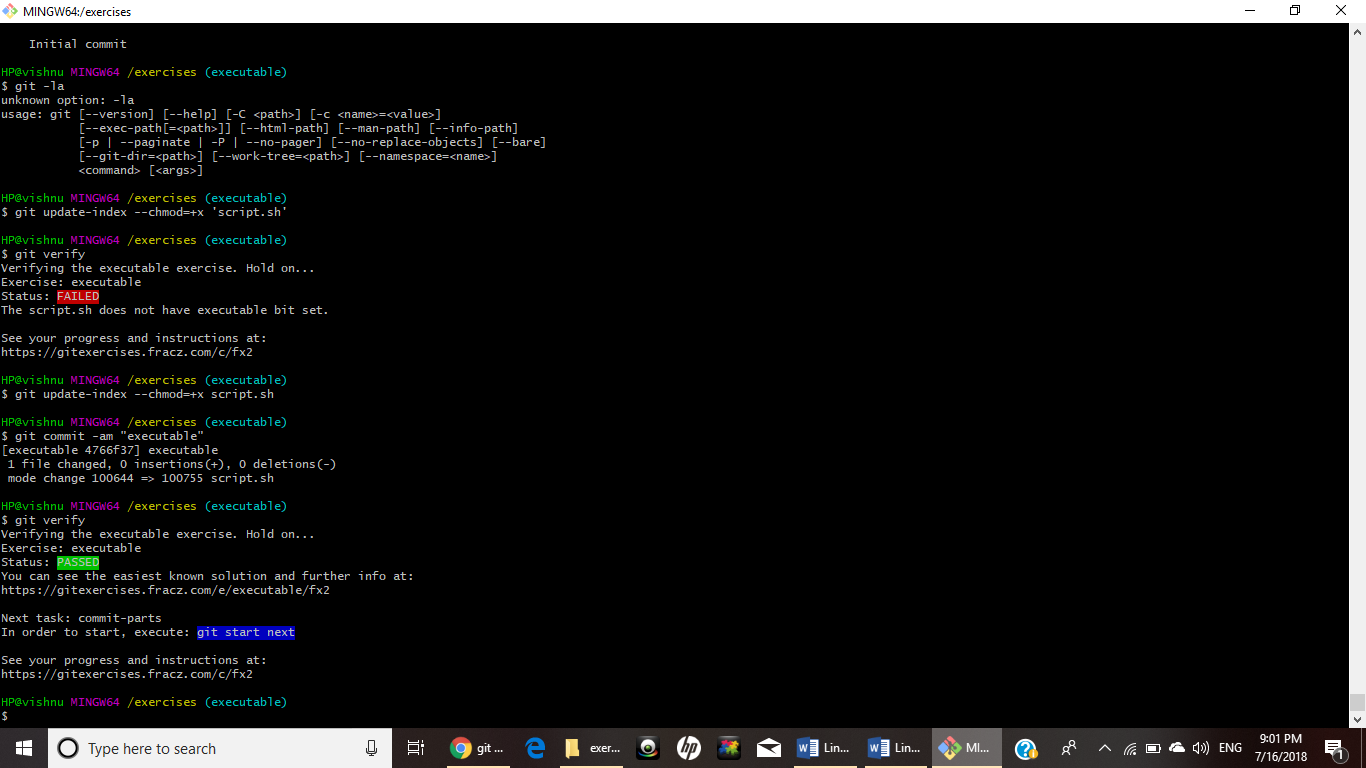 MINGW64:/exercises
    Initial commit
HP@vishnu MINGW64 /exercises (executable)
$ git -la
unknown option: -la
usage: git [--version] [--help] [-C <path>] [-c <name>=<value>]
           [--exec-path[=<path>]] [--html-path] [--man-path] [--info-path]
           [-p | --paginate | -P | --no-pager] [--no-replace-objects] [--bare]
           [--git-dir=<path>] [--work-tree=<path>] [--namespace=<name>]
           <command> [<args>]
HP@vishnu MINGW64 /exercises (executable)
$ git update-index --chmod=+x 'script.sh'
HP@vishnu MINGW64 /exercises (executable)
$ git verify
Verifying the executable exercise. Hold on...
Exercise: executable
Status: FAILED
The script.sh does not have executable bit set.
See your progress and instructions at:
https://gitexercises.fracz.com/c/fx2
HP@vishnu MINGW64 /exercises (executable)
$ git update-index --chmod=+x script.sh
HP@vishnu MINGW64 /exercises (executable)
$ git commit -am "executable"
[executable 4766f37] executable
 1 file changed, 0 insertions(+), 0 deletions(-)
 mode change 100644 => 100755 script.sh
HP@vishnu MINGW64 /exercises (executable)
$ git verify
Verifying the executable exercise. Hold on...
Exercise: executable
Status: PASSED
You can see the easiest known solution and further info at:
https://gitexercises.fracz.com/e/executable/fx2
Next task: commit-parts
In order to start, execute: git start next
See your progress and instructions at:
https://gitexercises.fracz.com/c/fx2
HP@vishnu MINGW64 /exercises (executable)
$
Type here to search
git ...
exer...
hp
Lin...
Lin...
MI...
ENG
9:01 PM
7/16/2018
1